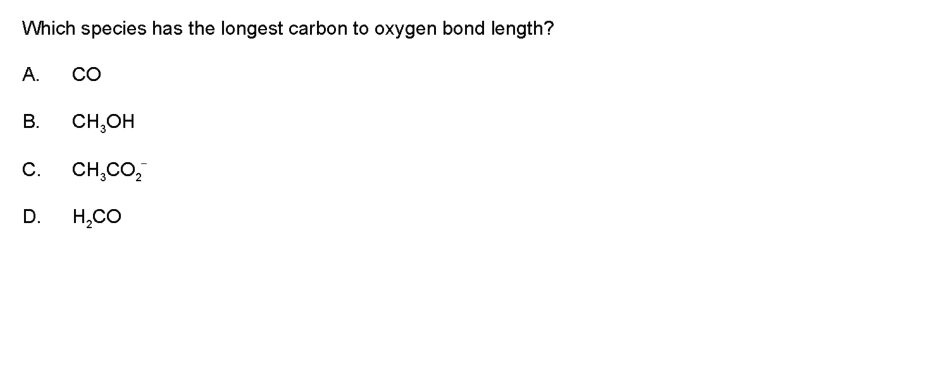 Which species has the longest carbon to oxygen bond length?
A. CO
B. CH₃OH
C. CH₃CO₂⁻
D. H₂CO